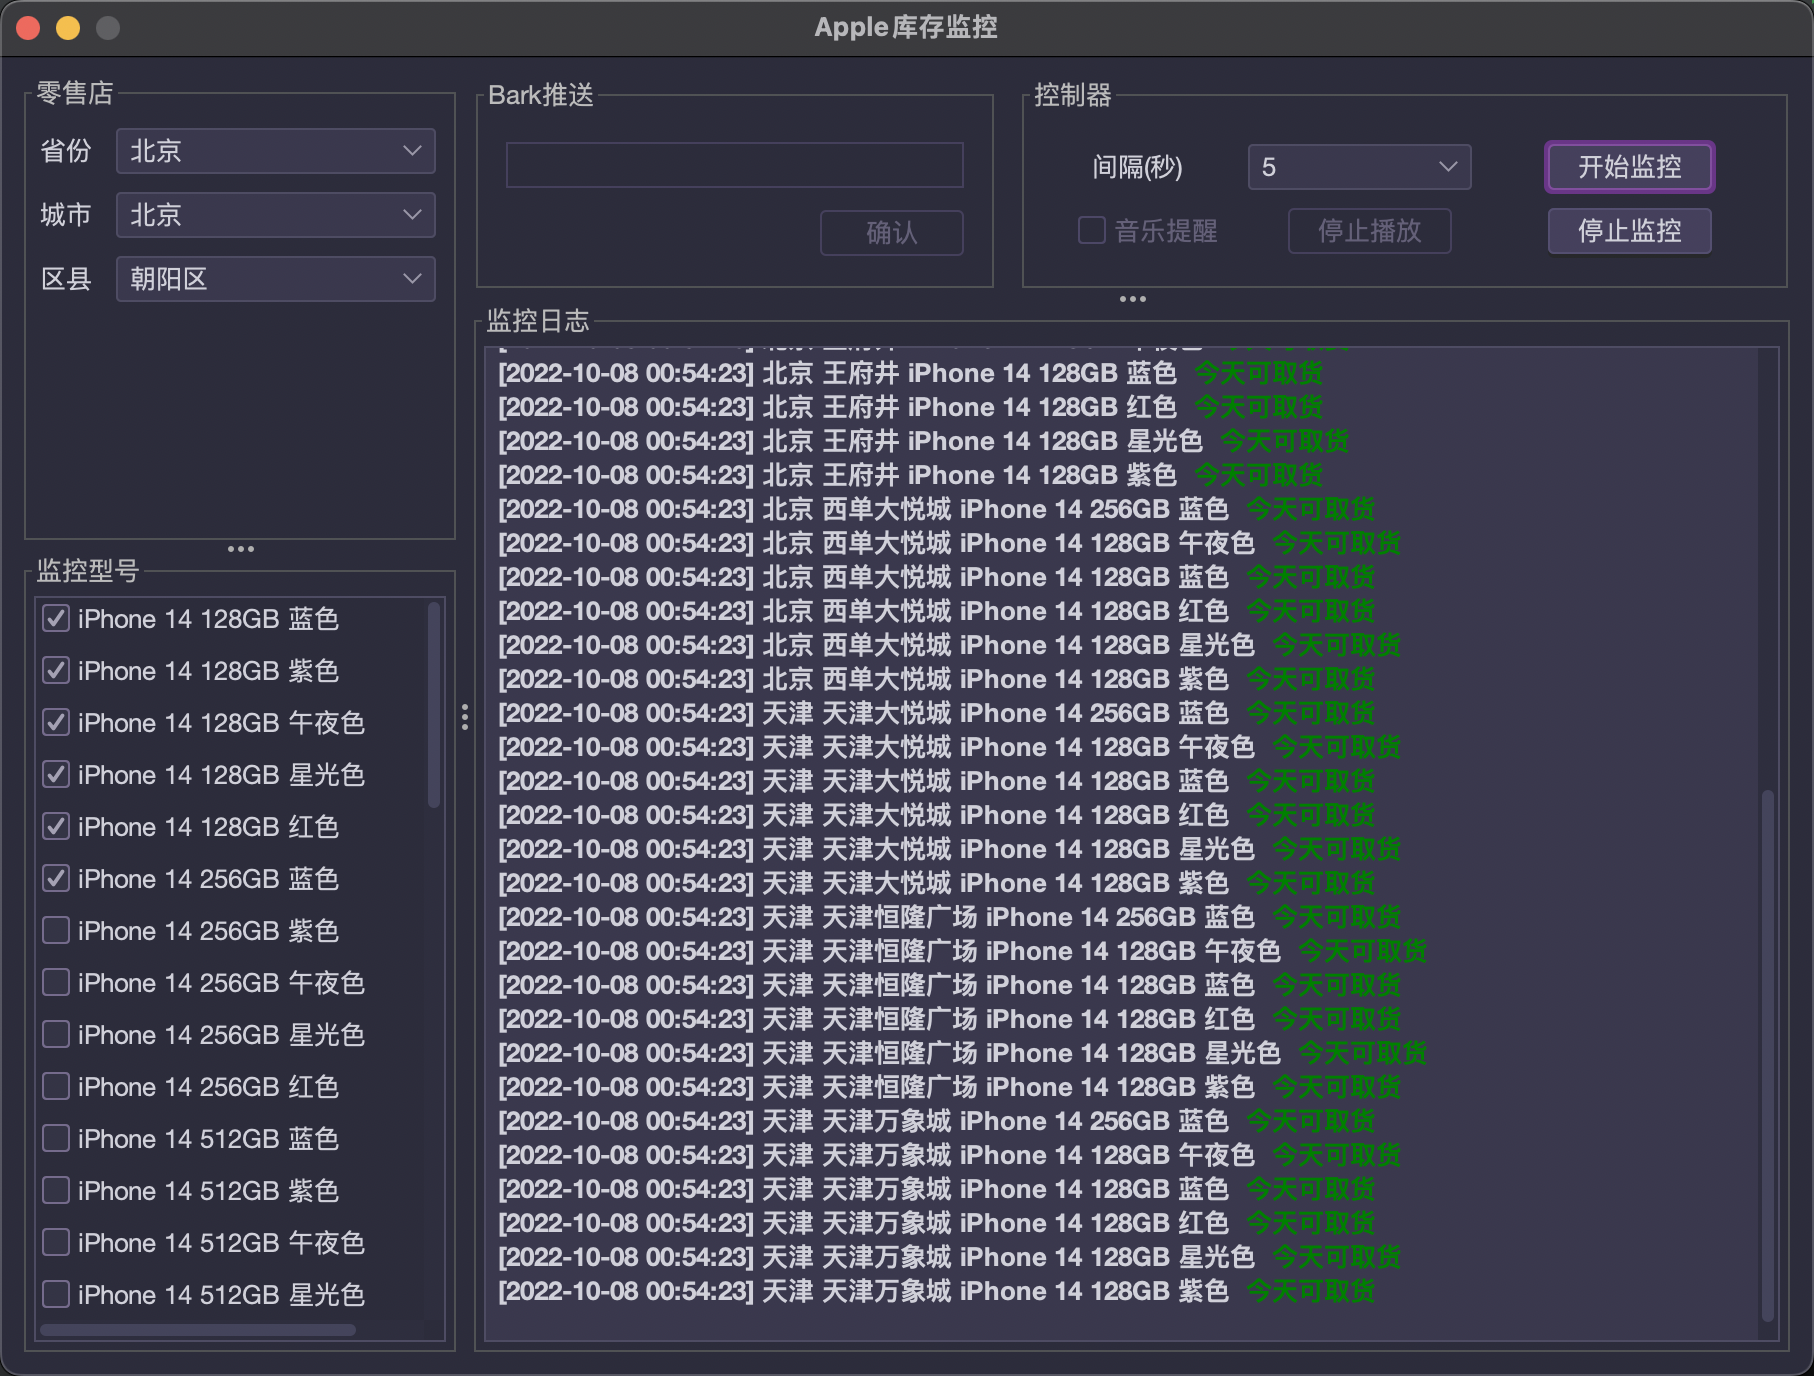 Apple库存监控
零售店
省份 北京
城市 北京
区县 朝阳区
Bark推送
确认
控制器
间隔(秒) 5 开始监控
音乐提醒 停止播放 停止监控
监控型号
iPhone 14 128GB 蓝色
iPhone 14 128GB 紫色
iPhone 14 128GB 午夜色
iPhone 14 128GB 星光色
iPhone 14 128GB 红色
iPhone 14 256GB 蓝色
iPhone 14 256GB 紫色
iPhone 14 256GB 午夜色
iPhone 14 256GB 星光色
iPhone 14 256GB 红色
iPhone 14 512GB 蓝色
iPhone 14 512GB 紫色
iPhone 14 512GB 午夜色
iPhone 14 512GB 星光色
监控日志
[2022-10-08 00:54:23] 北京 王府井 iPhone 14 128GB 蓝色 今天可取货
[2022-10-08 00:54:23] 北京 王府井 iPhone 14 128GB 红色 今天可取货
[2022-10-08 00:54:23] 北京 王府井 iPhone 14 128GB 星光色 今天可取货
[2022-10-08 00:54:23] 北京 王府井 iPhone 14 128GB 紫色 今天可取货
[2022-10-08 00:54:23] 北京 西单大悦城 iPhone 14 256GB 蓝色 今天可取货
[2022-10-08 00:54:23] 北京 西单大悦城 iPhone 14 128GB 午夜色 今天可取货
[2022-10-08 00:54:23] 北京 西单大悦城 iPhone 14 128GB 蓝色 今天可取货
[2022-10-08 00:54:23] 北京 西单大悦城 iPhone 14 128GB 红色 今天可取货
[2022-10-08 00:54:23] 北京 西单大悦城 iPhone 14 128GB 星光色 今天可取货
[2022-10-08 00:54:23] 北京 西单大悦城 iPhone 14 128GB 紫色 今天可取货
[2022-10-08 00:54:23] 天津 天津大悦城 iPhone 14 256GB 蓝色 今天可取货
[2022-10-08 00:54:23] 天津 天津大悦城 iPhone 14 128GB 午夜色 今天可取货
[2022-10-08 00:54:23] 天津 天津大悦城 iPhone 14 128GB 蓝色 今天可取货
[2022-10-08 00:54:23] 天津 天津大悦城 iPhone 14 128GB 红色 今天可取货
[2022-10-08 00:54:23] 天津 天津大悦城 iPhone 14 128GB 星光色 今天可取货
[2022-10-08 00:54:23] 天津 天津大悦城 iPhone 14 128GB 紫色 今天可取货
[2022-10-08 00:54:23] 天津 天津恒隆广场 iPhone 14 256GB 蓝色 今天可取货
[2022-10-08 00:54:23] 天津 天津恒隆广场 iPhone 14 128GB 午夜色 今天可取货
[2022-10-08 00:54:23] 天津 天津恒隆广场 iPhone 14 128GB 蓝色 今天可取货
[2022-10-08 00:54:23] 天津 天津恒隆广场 iPhone 14 128GB 红色 今天可取货
[2022-10-08 00:54:23] 天津 天津恒隆广场 iPhone 14 128GB 星光色 今天可取货
[2022-10-08 00:54:23] 天津 天津恒隆广场 iPhone 14 128GB 紫色 今天可取货
[2022-10-08 00:54:23] 天津 天津万象城 iPhone 14 256GB 蓝色 今天可取货
[2022-10-08 00:54:23] 天津 天津万象城 iPhone 14 128GB 午夜色 今天可取货
[2022-10-08 00:54:23] 天津 天津万象城 iPhone 14 128GB 蓝色 今天可取货
[2022-10-08 00:54:23] 天津 天津万象城 iPhone 14 128GB 红色 今天可取货
[2022-10-08 00:54:23] 天津 天津万象城 iPhone 14 128GB 星光色 今天可取货
[2022-10-08 00:54:23] 天津 天津万象城 iPhone 14 128GB 紫色 今天可取货